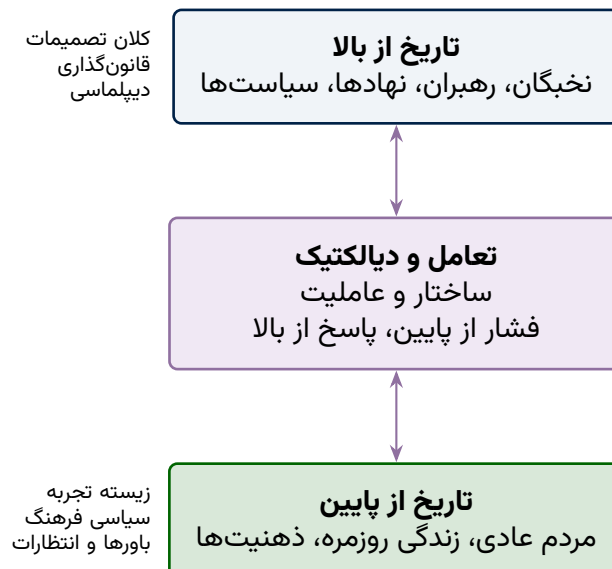 تاریخ از بالا
نخبگان، رهبران، نهادها، سیاست‌ها
کلان تصمیمات
قانون‌گذاری
دیپلماسی
تعامل و دیالکتیک
ساختار و عاملیت
فشار از پایین، پاسخ از بالا
تاریخ از پایین
مردم عادی، زندگی روزمره، ذهنیت‌ها
زیسته تجربه
سیاسی فرهنگ
باورها و انتظارات